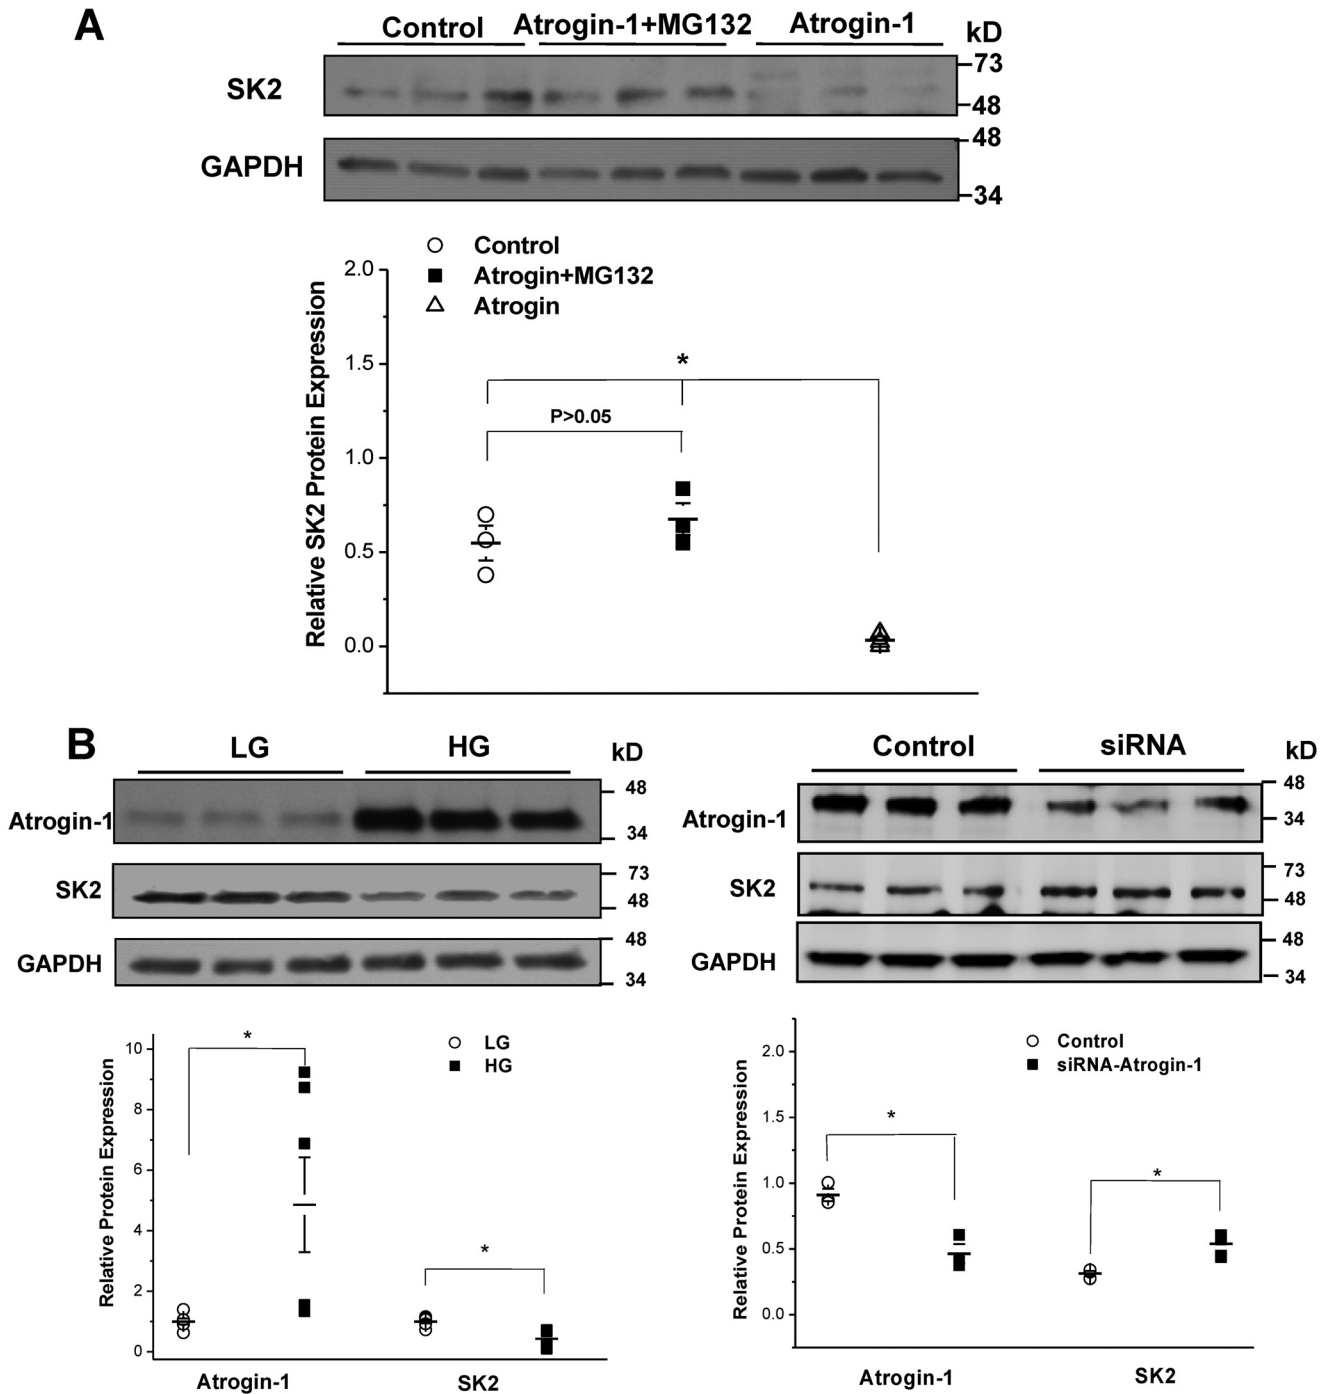 A
Control Atrogin-1+MG132 Atrogin-1 kD
SK2 73
48
GAPDH 48
34
Control
Atrogin+MG132
Atrogin
Relative SK2 Protein Expression
2.0
1.5
1.0
0.5
0.0
*
P>0.05
B
LG HG kD
Atrogin-1 48
34
SK2 73
48
GAPDH 48
34
Control siRNA kD
Atrogin-1 48
34
SK2 73
48
GAPDH 48
34
Relative Protein Expression
10
8
6
4
2
0
*
*
LG
HG
Atrogin-1 SK2
Relative Protein Expression
2.0
1.5
1.0
0.5
0.0
*
*
Control
siRNA-Atrogin-1
Atrogin-1 SK2